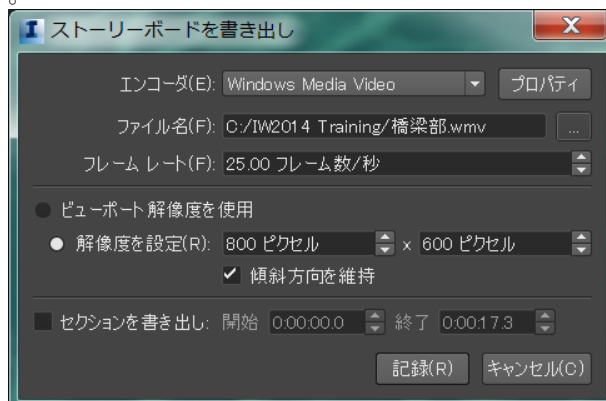 ストーリーボードを書き出し
エンコーダ(E): Windows Media Video プロパティ
ファイル名(F): C:/IW2014 Training/橋梁部.wmv ...
フレーム レート(F): 25.00 フレーム数/秒
ビューポート解像度を使用
解像度を設定(R): 800 ピクセル x 600 ピクセル
傾斜方向を維持
セクションを書き出し: 開始 0:00:00.0 終了 0:00:17.3
記録(R) キャンセル(C)